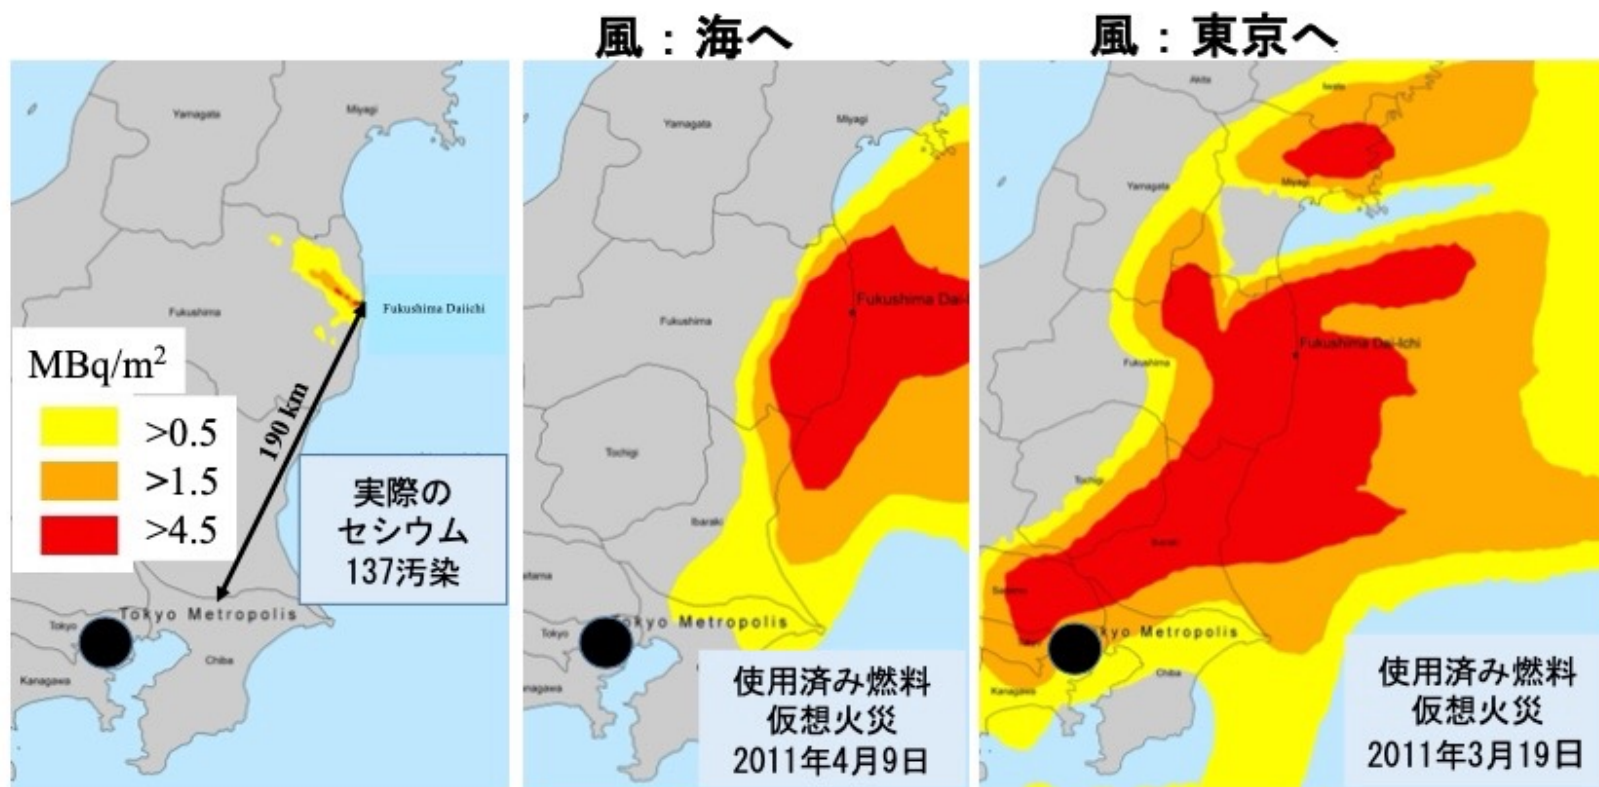 風：海へ
風：東京へ
Yamagata
Miyagi
Fukushima
Fukushima Daiichi
MBq/m²
>0.5
>1.5
>4.5
190 km
実際の
セシウム
137汚染
Tokyo Metropolis
Tokyo
Chiba
Kanagawa
Yamagata
Miyagi
Fukushima Dai-I
Fukushima
Tochigi
Ibaraki
aitama
okyo Metropolis
Tokyo
anagawa
使用済み燃料
仮想火災
2011年4月9日
Akita
Iwate
Yamagata
Miyagi
Fukushima Dai-Ichi
Fukushima
Tochigi
Ibaraki
kyo Metropolis
Chiba
Kanagawa
使用済み燃料
仮想火災
2011年3月19日